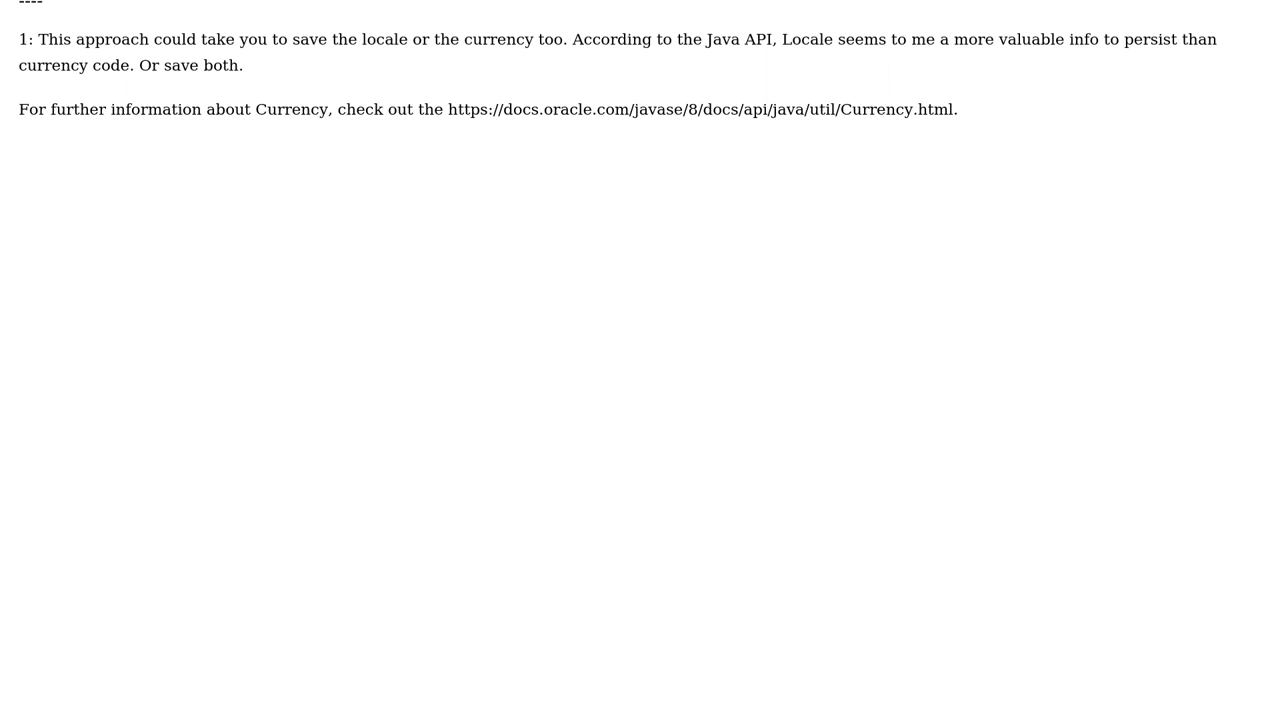 ----
1: This approach could take you to save the locale or the currency too. According to the Java API, Locale seems to me a more valuable info to persist than
currency code. Or save both.
For further information about Currency, check out the https://docs.oracle.com/javase/8/docs/api/java/util/Currency.html.